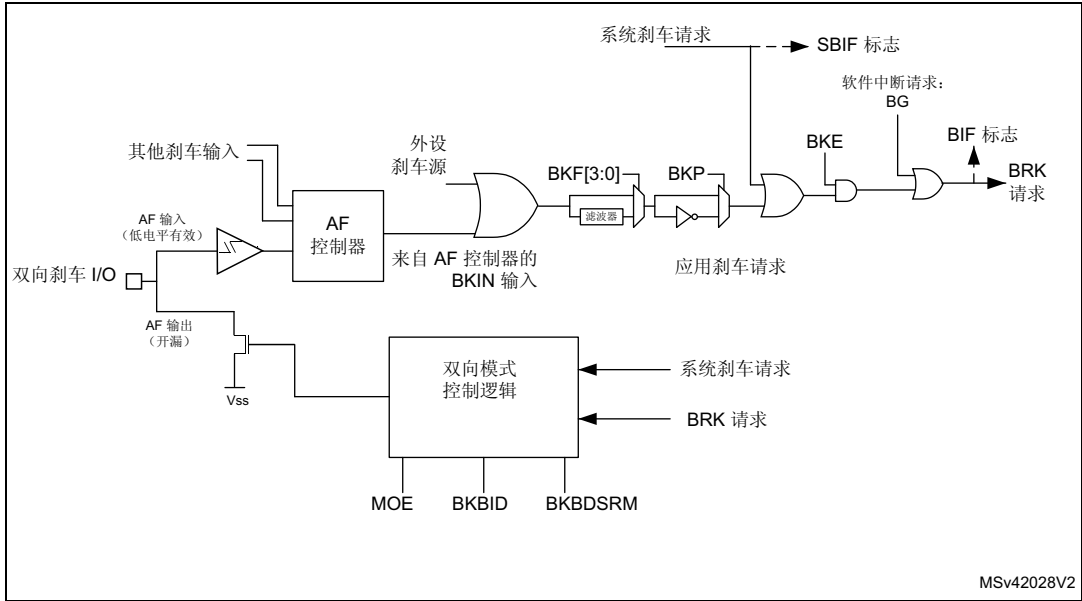 系统刹车请求
SBIF 标志
软件中断请求:
BG
BIF 标志
BKE
BRK
请求
其他刹车输入
外设
刹车源
BKF[3:0]
BKP
滤波器
AF
控制器
AF 输入
(低电平有效)
来自 AF 控制器的
BKIN 输入
应用刹车请求
双向刹车 I/O
AF 输出
(开漏)
Vss
双向模式
控制逻辑
系统刹车请求
BRK 请求
MOE
BKBID
BKBDSRM
MSv42028V2